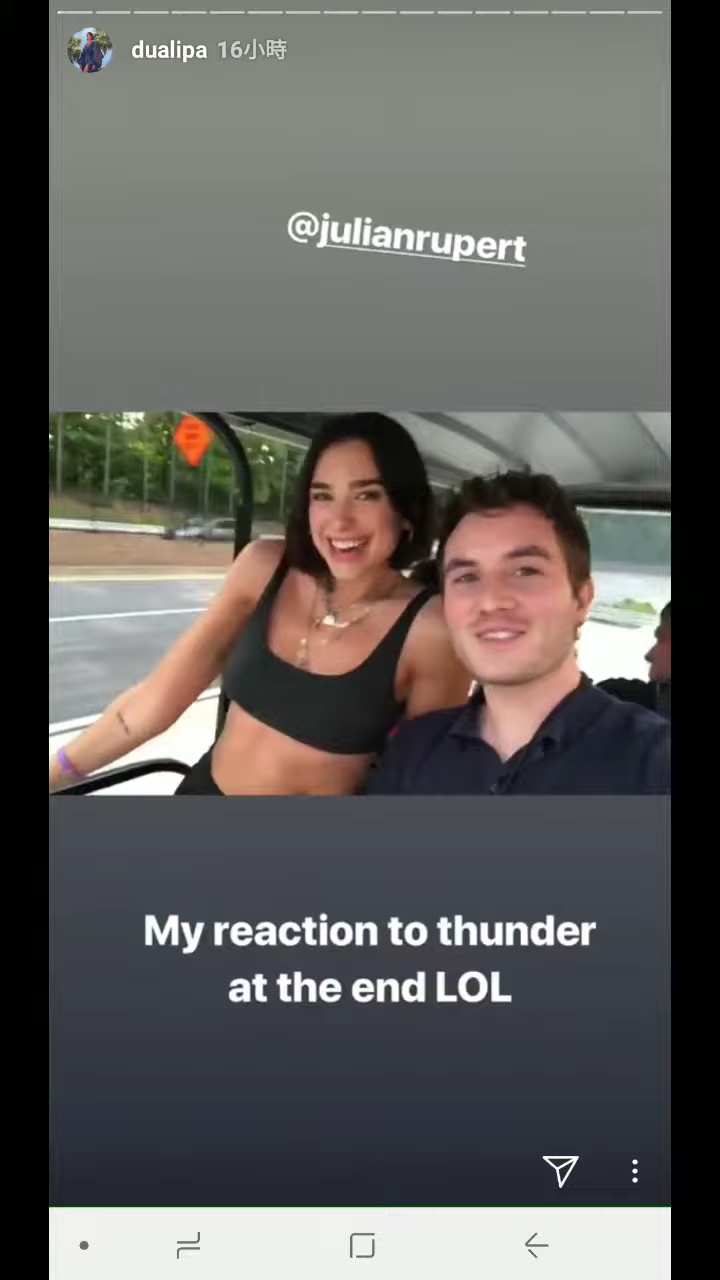 dualipa 16小時
@julianrupert
My reaction to thunder
at the end LOL